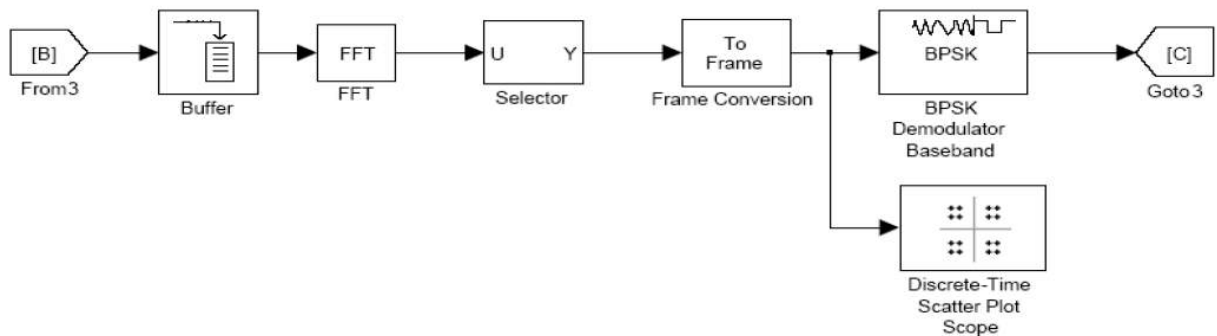 [B]
From3
Buffer
FFT
FFT
U Y
Selector
To
Frame
Frame Conversion
BPSK
BPSK
Demodulator
Baseband
[C]
Goto3
Discrete-Time
Scatter Plot
Scope